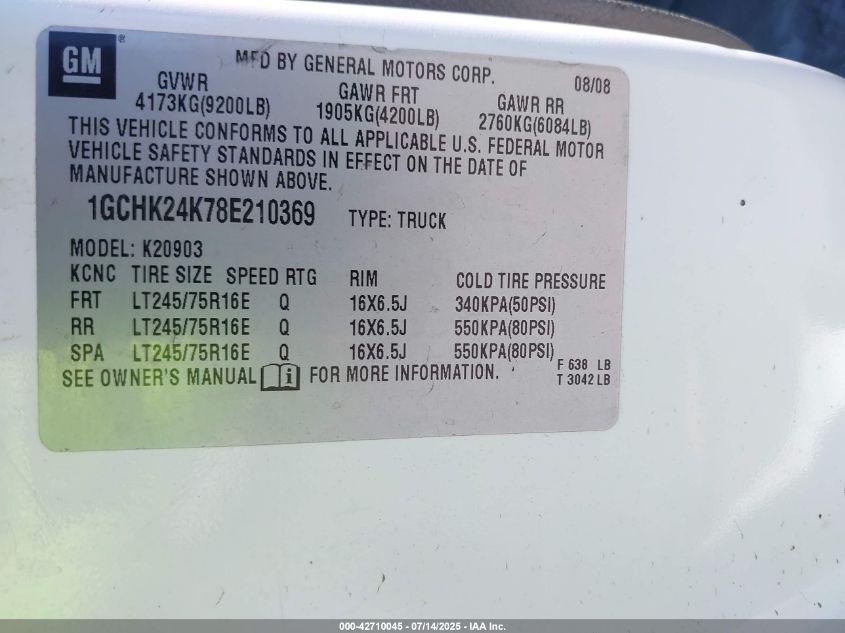 GM®
MFD BY GENERAL MOTORS CORP. 08/08
GVWR GAWR FRT GAWR RR
4173KG(9200LB) 1905KG(4200LB) 2760KG(6084LB)
THIS VEHICLE CONFORMS TO ALL APPLICABLE U.S. FEDERAL MOTOR
VEHICLE SAFETY STANDARDS IN EFFECT ON THE DATE OF
MANUFACTURE SHOWN ABOVE.
1GCHK24K78E210369 TYPE: TRUCK
MODEL: K20903
KCNC TIRE SIZE SPEED RTG RIM COLD TIRE PRESSURE
FRT LT245/75R16E Q 16X6.5J 340KPA(50PSI)
RR LT245/75R16E Q 16X6.5J 550KPA(80PSI)
SPA LT245/75R16E Q 16X6.5J 550KPA(80PSI)
SEE OWNER'S MANUAL i FOR MORE INFORMATION.
F 638 LB
T 3042 LB
000-42710045 - 07/14/2025 - IAA Inc.